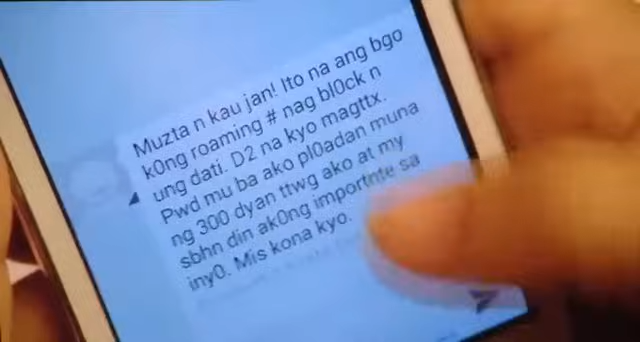 Muzta n kau jan! Ito na ang bgo
k0ng roaming # nag bl0ck n
ung dati. D2 na kyo magttx.
Pwd mu ba ako pl0adan muna
ng 300 dyan ttwg ako at my
sbhn din ak0ng importnte sa
iny0. Mis kona kyo.